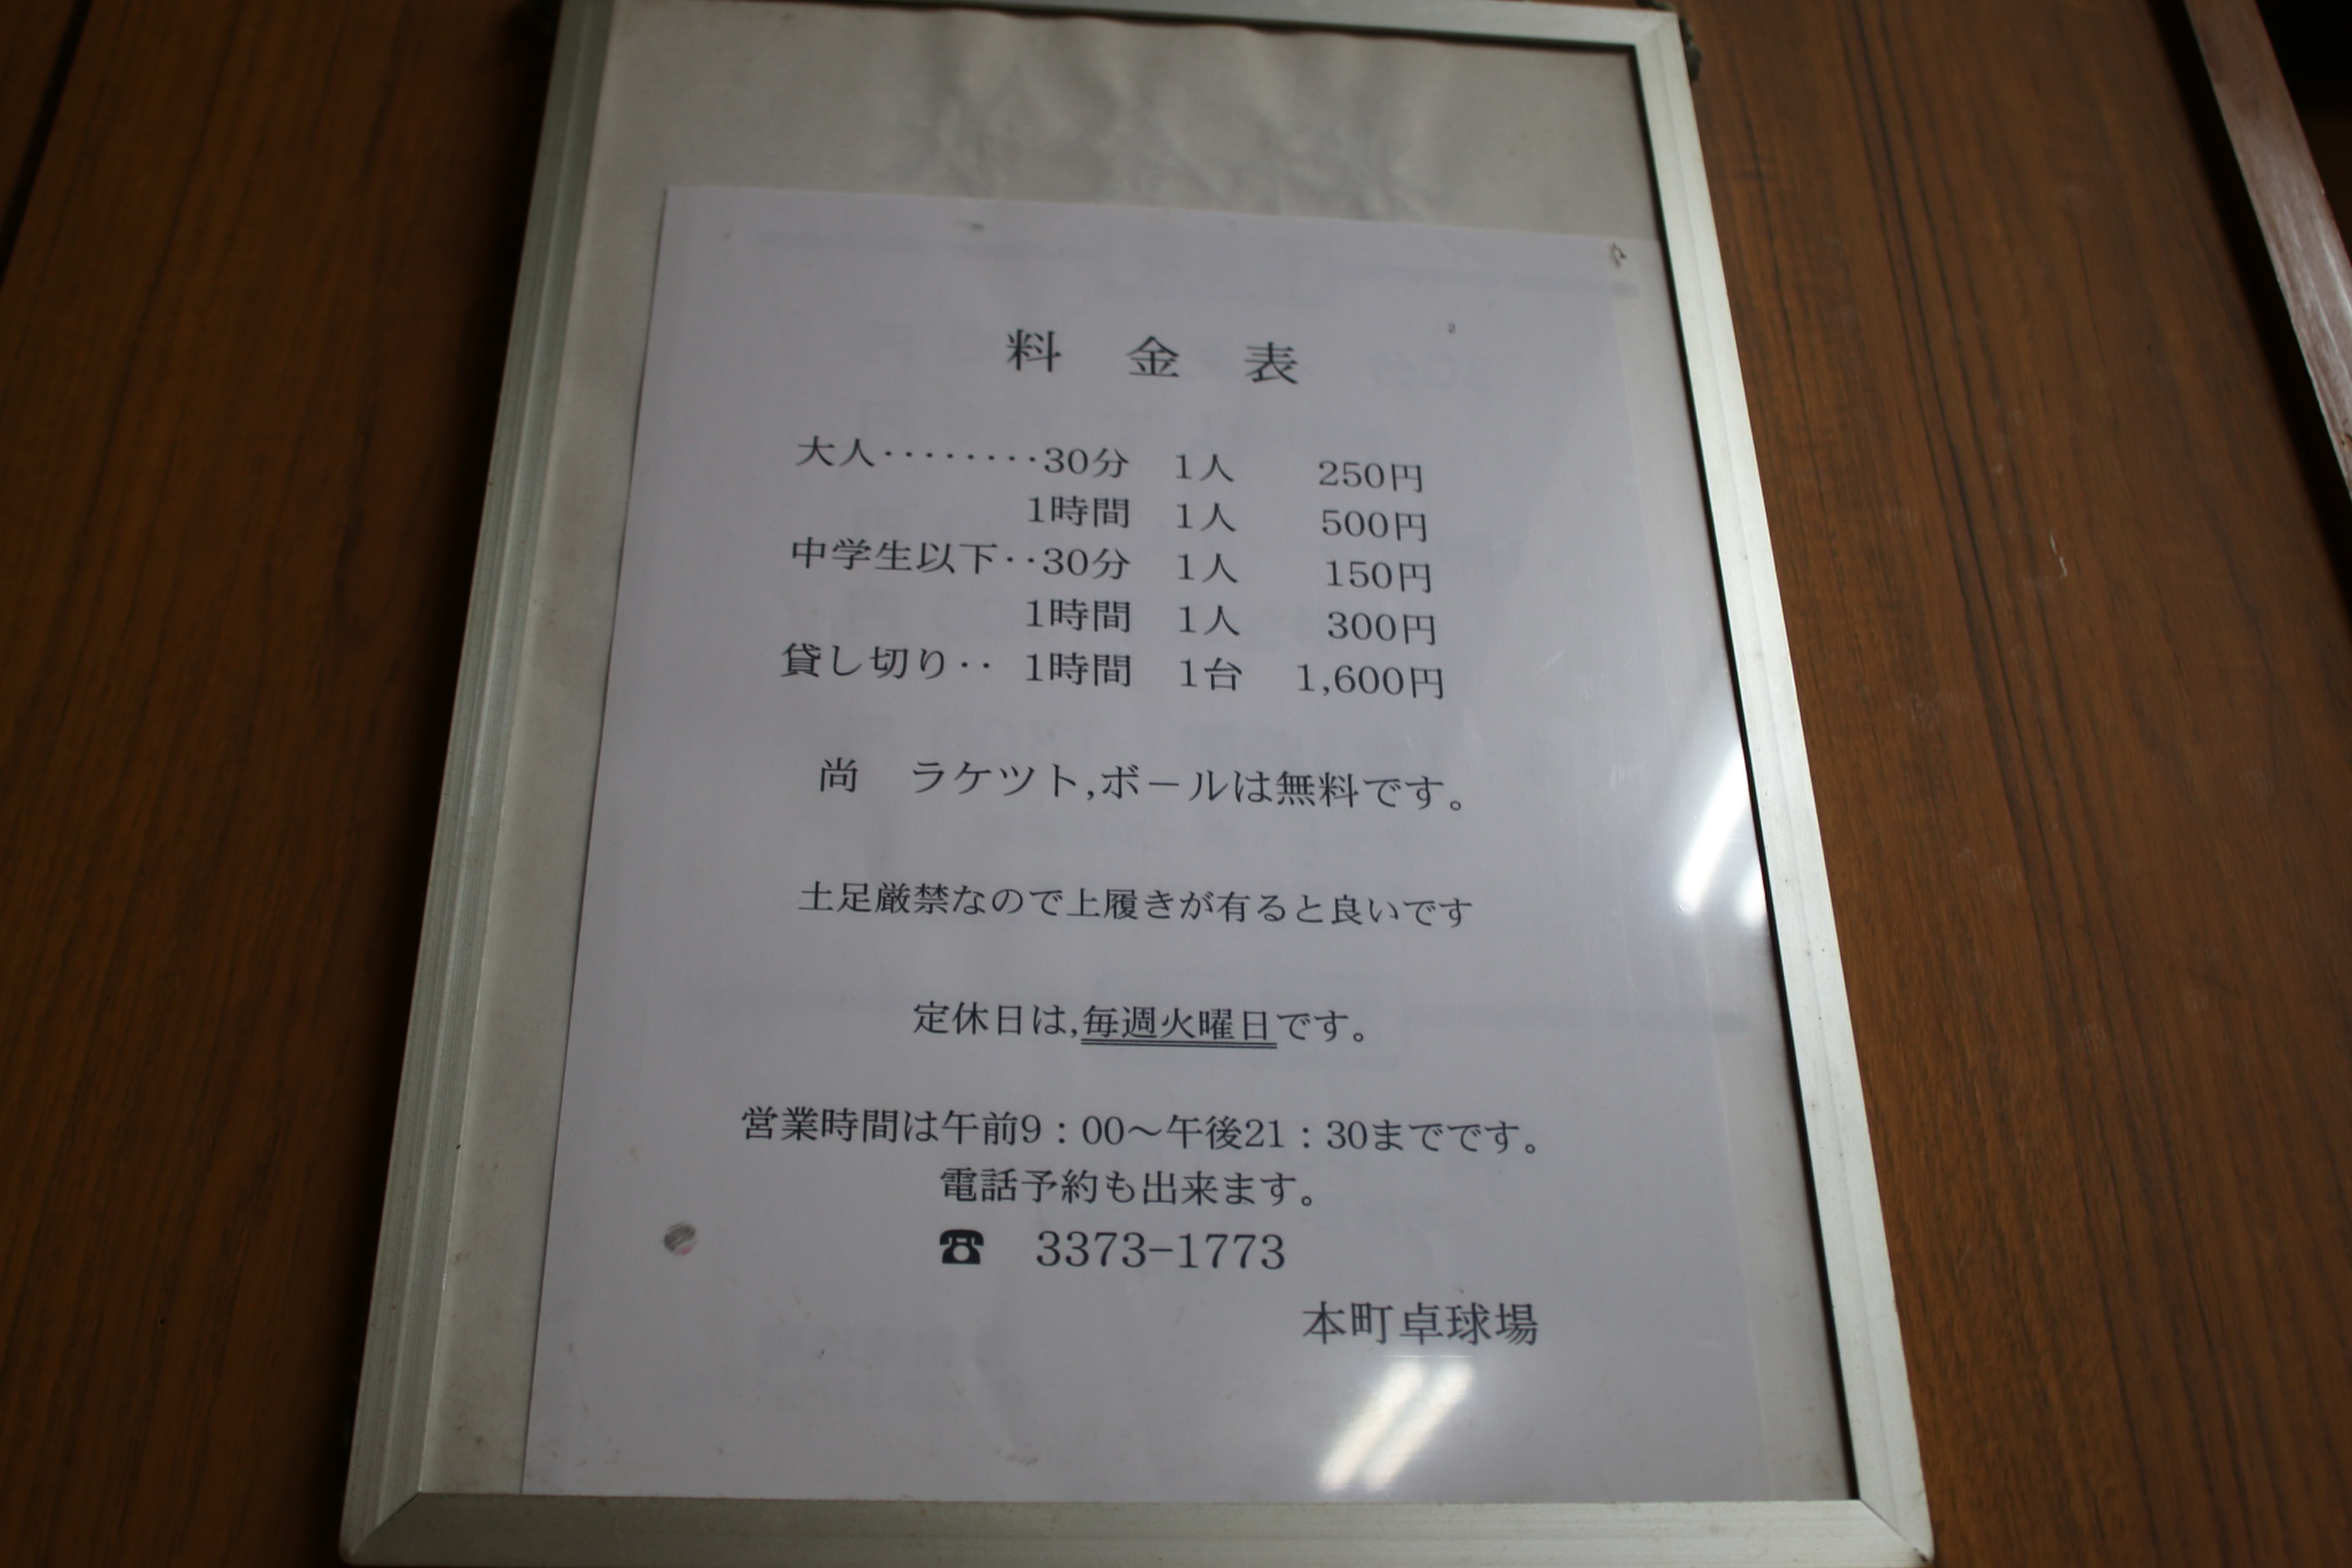 2
料 金 表
大人········30分 1人 250円
1時間 1人 500円
中学生以下··30分 1人 150円
1時間 1人 300円
貸し切り·· 1時間 1台 1,600円
尚 ラケツト,ボールは無料です。
土足厳禁なので上履きが有ると良いです
定休日は,毎週火曜日です。
営業時間は午前9:00～午後21:30までです。
電話予約も出来ます。
☎ 3373-1773
本町卓球場